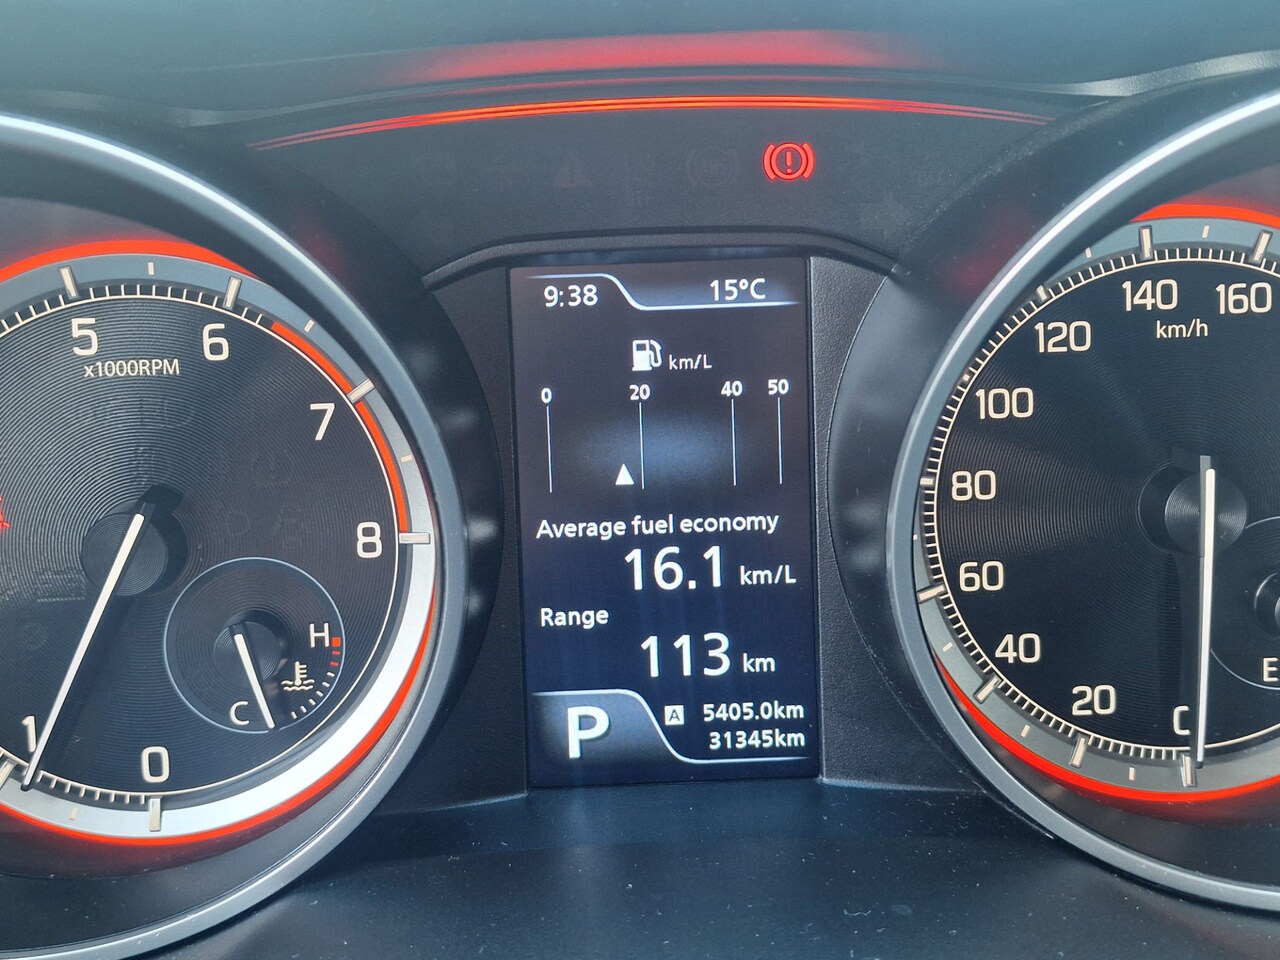 9:38 15°C
km/L
0 20 40 50
Average fuel economy
16.1 km/L
Range
113 km
P
A 5405.0km
31345km
5 6
x1000RPM
7
8
H
C
1
0
140 160
120
km/h
100
80
60
40
20
0
E